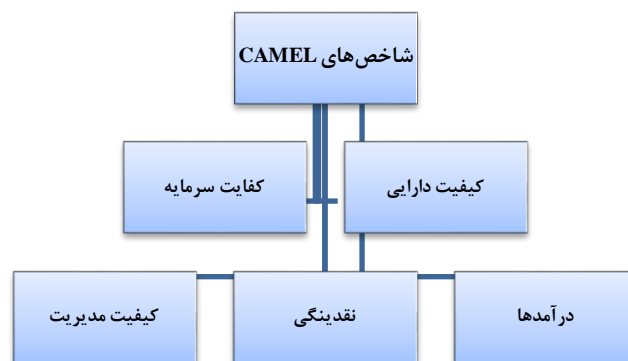 شاخص‌های CAMEL
کیفیت دارایی
کفایت سرمایه
درآمدها
نقدینگی
کیفیت مدیریت